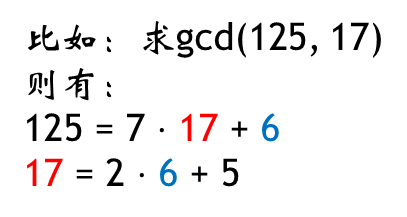 比如：求gcd(125, 17)
则有：
125 = 7 · 17 + 6
17 = 2 · 6 + 5